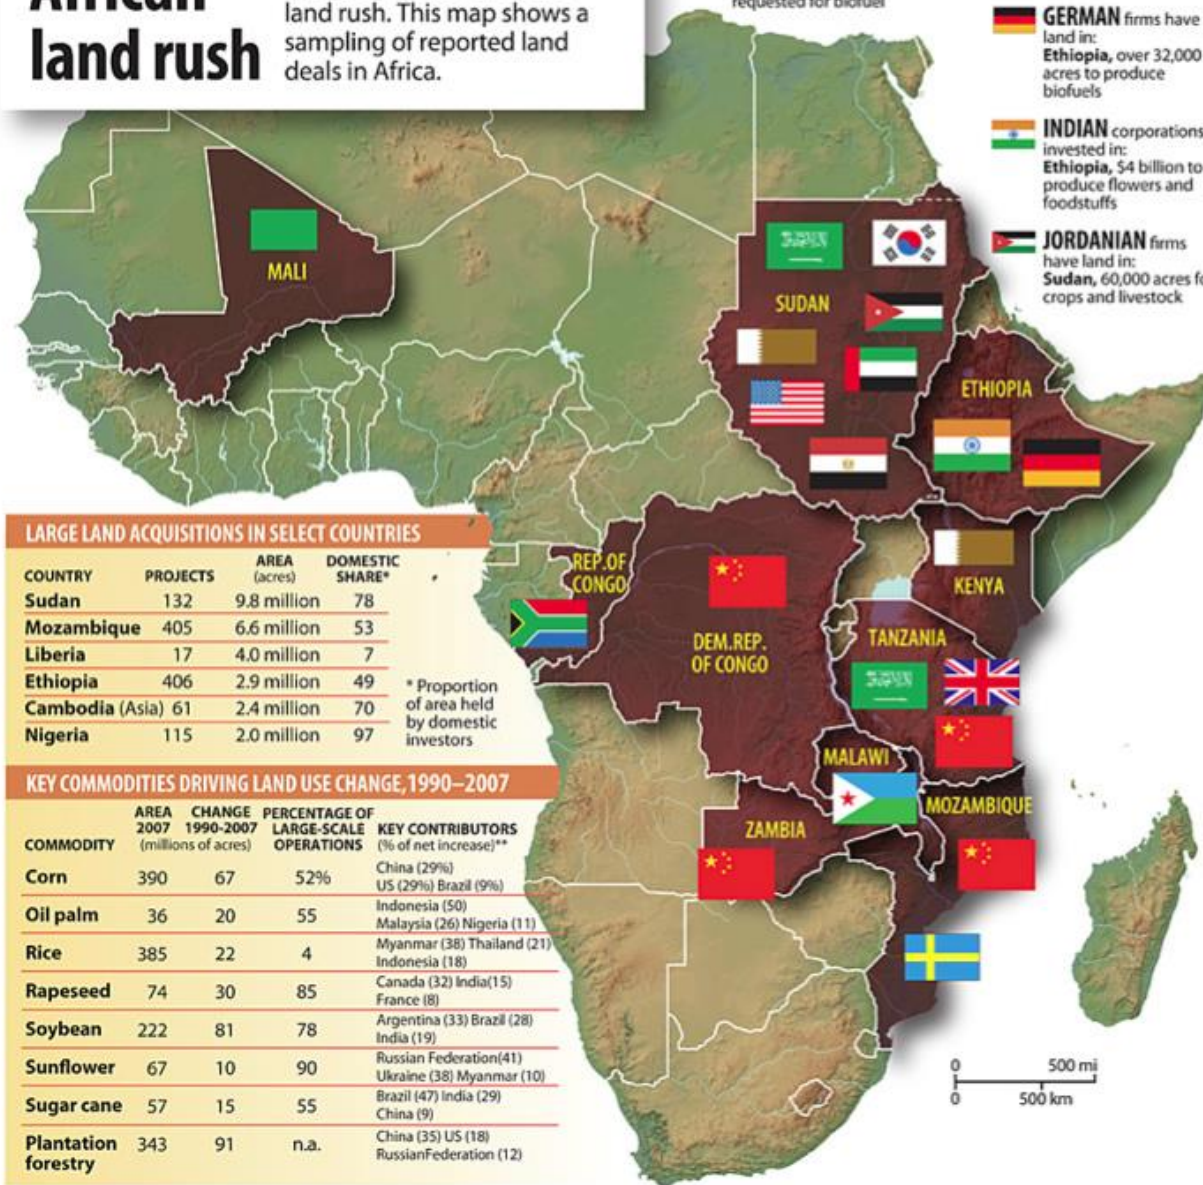 African
land rush
land rush. This map shows a
sampling of reported land
deals in Africa.
requested for biofuel
GERMAN firms have
land in:
Ethiopia, over 32,000
acres to produce
biofuels
INDIAN corporations
invested in:
Ethiopia, $4 billion to
produce flowers and
foodstuffs
JORDANIAN firms
have land in:
Sudan, 60,000 acres
crops and livestock
MALI
SUDAN
ETHIOPIA
REP.OF
CONGO
KENYA
DEM.REP.
OF CONGO
TANZANIA
MALAWI
MOZAMBIQUE
ZAMBIA
LARGE LAND ACQUISITIONS IN SELECT COUNTRIES
COUNTRY PROJECTS AREA (acres) DOMESTIC SHARE*
Sudan 132 9.8 million 78
Mozambique 405 6.6 million 53
Liberia 17 4.0 million 7
Ethiopia 406 2.9 million 49
Cambodia (Asia) 61 2.4 million 70
Nigeria 115 2.0 million 97
* Proportion
of area held
by domestic
investors
KEY COMMODITIES DRIVING LAND USE CHANGE,1990–2007
COMMODITY AREA 2007 CHANGE 1990-2007 (millions of acres) PERCENTAGE OF LARGE-SCALE OPERATIONS KEY CONTRIBUTORS (% of net increase)**
Corn 390 67 52% China (29%)
US (29%) Brazil (9%)
Oil palm 36 20 55 Indonesia (50)
Malaysia (26) Nigeria (11)
Rice 385 22 4 Myanmar (38) Thailand (21)
Indonesia (18)
Rapeseed 74 30 85 Canada (32) India(15)
France (8)
Soybean 222 81 78 Argentina (33) Brazil (28)
India (19)
Sunflower 67 10 90 Russian Federation(41)
Ukraine (38) Myanmar (10)
Sugar cane 57 15 55 Brazil (47) India (29)
China (9)
Plantation
forestry 343 91 n.a. China (35) US (18)
RussianFederation (12)
0 500 mi
0 500 km